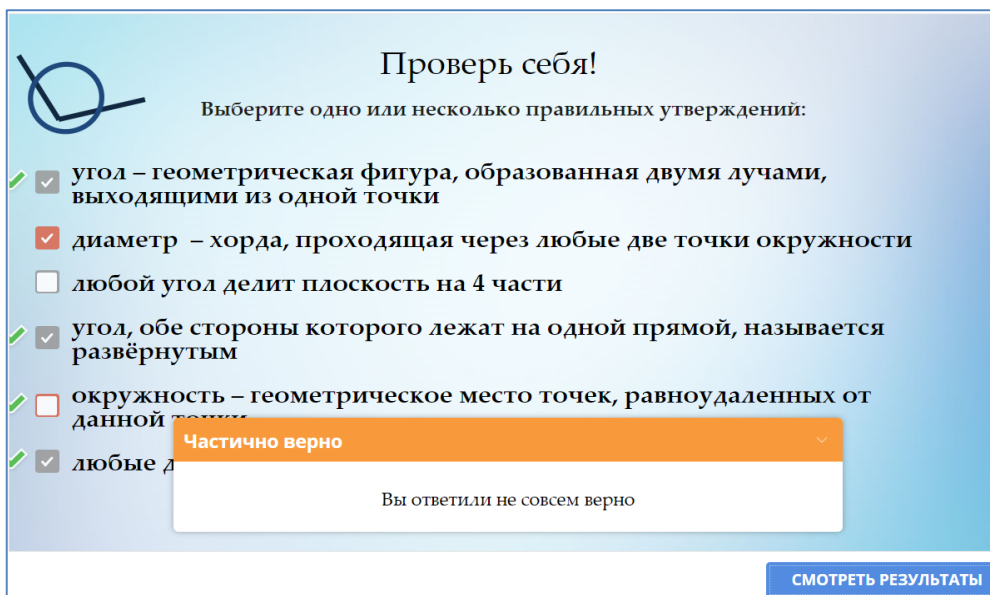 Проверь себя!
Выберите одно или несколько правильных утверждений:
угол – геометрическая фигура, образованная двумя лучами,
выходящими из одной точки
диаметр – хорда, проходящая через любые две точки окружности
любой угол делит плоскость на 4 части
угол, обе стороны которого лежат на одной прямой, называется
развёрнутым
окружность – геометрическое место точек, равноудаленных от
данной
Частично верно
любые
Вы ответили не совсем верно
СМОТРЕТЬ РЕЗУЛЬТАТЫ